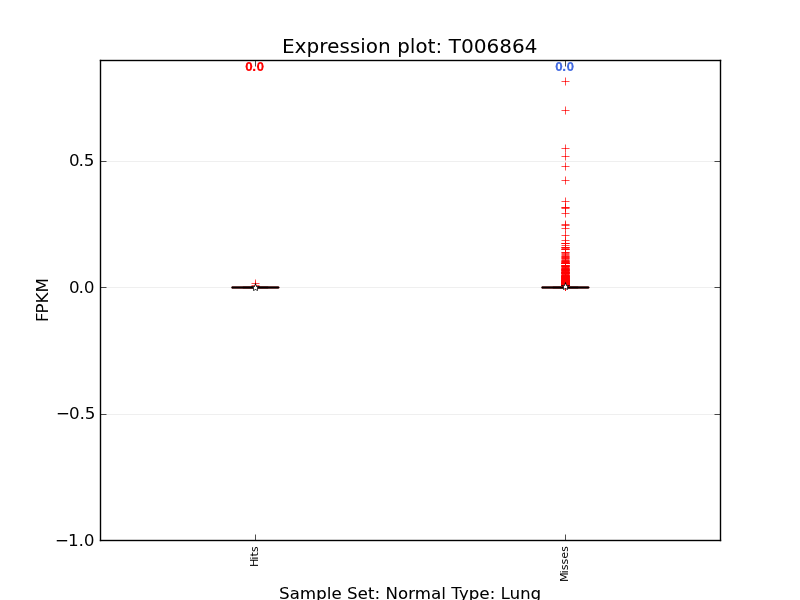 Expression plot: T006864
0.0 0.0
0.5
0.0
−0.5
−1.0
FPKM
Hits
Misses
Sample Set: Normal Type: Lung